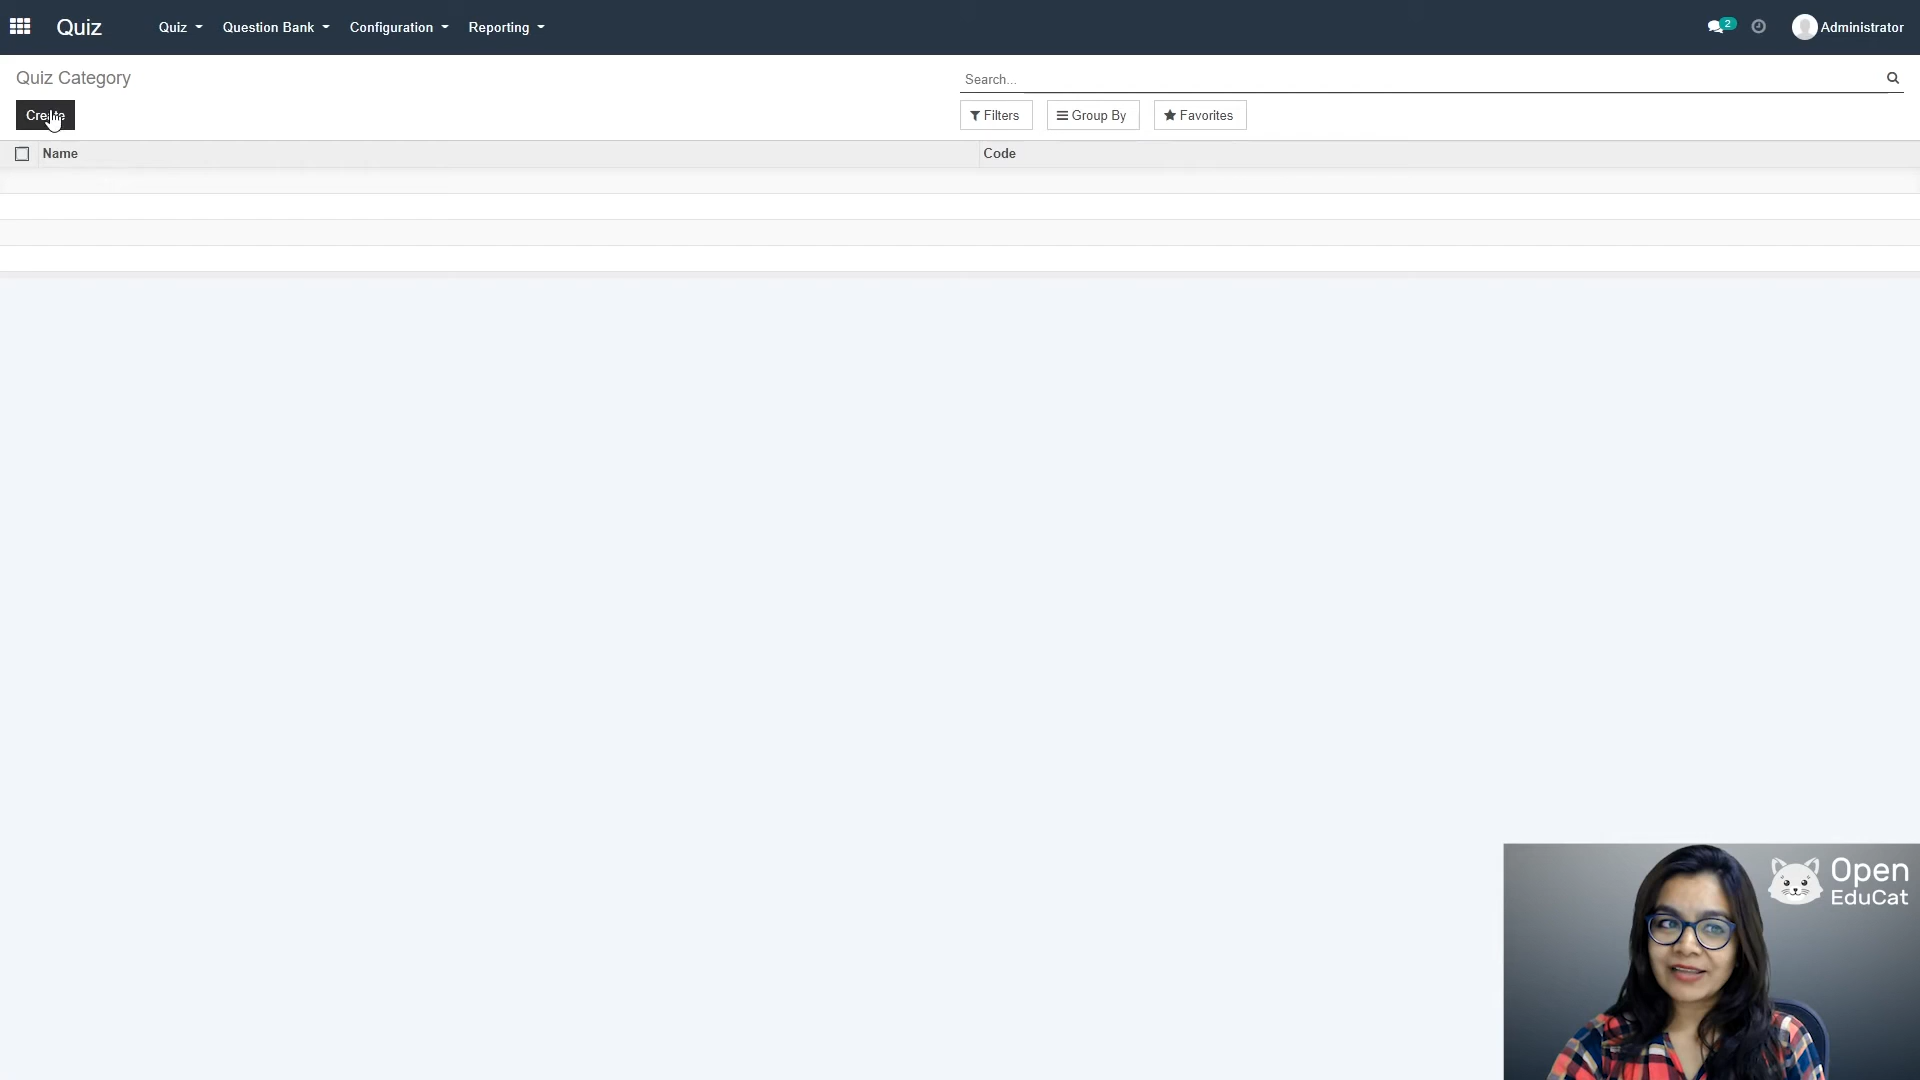 Quiz
Quiz
Question Bank
Configuration
Reporting
2
Administrator
Quiz Category
Search...
Create
Filters
Group By
Favorites
Name
Code
Open
EduCat